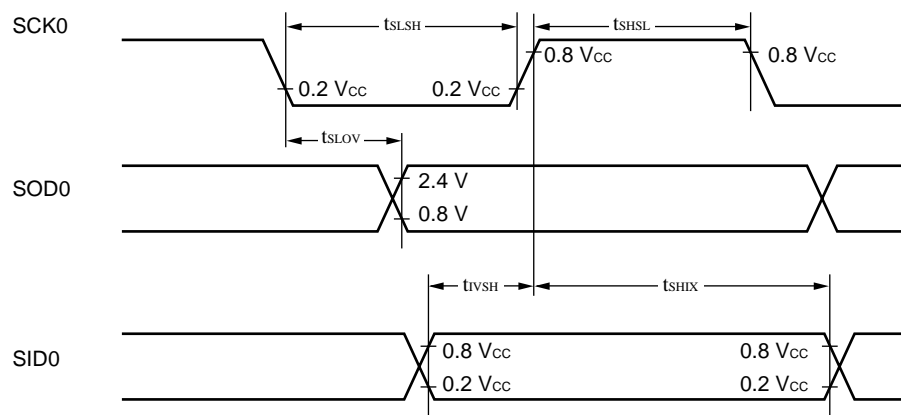 SCK0
tSLSH
tSHSL
0.2 VCC
0.2 VCC
0.8 VCC
0.8 VCC
tSLOV
SOD0
2.4 V
0.8 V
tIVSH
tSHIX
SID0
0.8 VCC
0.8 VCC
0.2 VCC
0.2 VCC